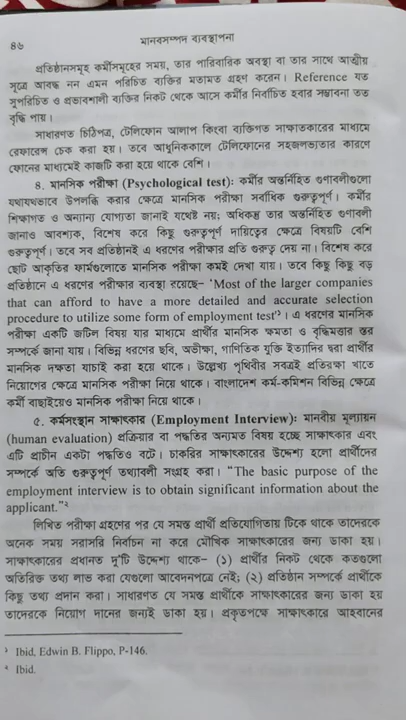 ৪৬
মানবসম্পদ ব্যবস্থাপনা
প্রতিষ্ঠানসমূহ কর্মীসমূহের সময়, তার পারিবারিক অবস্থা বা তার সাথে আত্মীয়
সূত্রে আবদ্ধ নন এমন পরিচিত ব্যক্তির মতামত গ্রহণ করেন। Reference যত
সুপরিচিত ও প্রভাবশালী ব্যক্তির নিকট থেকে আসে কর্মীর নির্বাচিত হবার সম্ভাবনা তত
বৃদ্ধি পায়।
সাধারণত চিঠিপত্র, টেলিফোন আলাপ কিংবা ব্যক্তিগত সাক্ষাতকারের মাধ্যমে
রেফারেন্স চেক করা হয়। তবে আধুনিককালে টেলিফোনের সহজলভ্যতার কারণে
ফোনের মাধ্যমেই কাজটি করা হয়ে থাকে বেশি।
৪. মানসিক পরীক্ষা (Psychological test): কর্মীর অন্তর্নিহিত গুণাবলীগুলো
যথাযথভাবে উপলব্ধি করার ক্ষেত্রে মানসিক পরীক্ষা সর্বাধিক গুরুত্বপূর্ণ। কর্মীর
শিক্ষাগত ও অন্যান্য যোগ্যতা জানাই যথেষ্ট নয়; অধিকন্তু তার অন্তর্নিহিত গুণাবলী
জানাও আবশ্যক, বিশেষ করে কিছু গুরুত্বপূর্ণ দায়িত্বের ক্ষেত্রে বিষয়টি বেশি
গুরুত্বপূর্ণ। তবে সব প্রতিষ্ঠানই এ ধরণের পরীক্ষার প্রতি গুরুত্ব দেয় না। বিশেষ করে
ছোট আকৃতির ফার্মগুলোতে মানসিক পরীক্ষা কমই দেখা যায়। তবে কিছু কিছু বড়
প্রতিষ্ঠানে এ ধরণের পরীক্ষার ব্যবস্থা রয়েছে– 'Most of the larger companies
that can afford to have a more detailed and accurate selection
procedure to utilize some form of employment test'³। এ ধরণের মানসিক
পরীক্ষা একটি জটিল বিষয় যার মাধ্যমে প্রার্থীর মানসিক ক্ষমতা ও বুদ্ধিমত্তার স্তর
সম্পর্কে জানা যায়। বিভিন্ন ধরণের ছবি, অভীক্ষা, গাণিতিক যুক্তি ইত্যাদির দ্বারা প্রার্থীর
মানসিক দক্ষতা যাচাই করা হয়ে থাকে। উল্লেখ্য পৃথিবীর সবত্রই প্রতিরক্ষা খাতে
নিয়োগের ক্ষেত্রে মানসিক পরীক্ষা নিয়ে থাকে। বাংলাদেশ কর্ম-কমিশন বিভিন্ন ক্ষেত্রে
কর্মী বাছাইয়েও মানসিক পরীক্ষা নিয়ে থাকে।
৫. কর্মসংস্থান সাক্ষাৎকার (Employment Interview): মানবীয় মূল্যায়ন
(human evaluation) প্রক্রিয়ার বা পদ্ধতির অন্যমত বিষয় হচ্ছে সাক্ষাৎকার এবং
এটি প্রাচীন একটা পদ্ধতিও বটে। চাকরির সাক্ষাৎকারের উদ্দেশ্য হলো প্রার্থীদের
সম্পর্কে অতি গুরুত্বপূর্ণ তথ্যাবলী সংগ্রহ করা। "The basic purpose of the
employment interview is to obtain significant information about the
applicant."²
লিখিত পরীক্ষা গ্রহণের পর যে সমস্ত প্রার্থী প্রতিযোগিতায় টিকে থাকে তাদেরকে
অনেক সময় সরাসরি নির্বাচন না করে মৌখিক সাক্ষাৎকারের জন্য ডাকা হয়।
সাক্ষাৎকারের প্রধানত দু'টি উদ্দেশ্য থাকে– (১) প্রার্থীর নিকট থেকে কতগুলো
অতিরিক্ত তথ্য লাভ করা যেগুলো আবেদনপত্রে নেই; (২) প্রতিষ্ঠান সম্পর্কে প্রার্থীকে
কিছু তথ্য প্রদান করা। সাধারণত যে সমস্ত প্রার্থীকে সাক্ষাৎকারের জন্য ডাকা হয়
তাদেরকে নিয়োগ দানের জন্যই ডাকা হয়। প্রকৃতপক্ষে সাক্ষাৎকারে আহবানের
³ Ibid, Edwin B. Flippo, P-146.
⁴ Ibid.